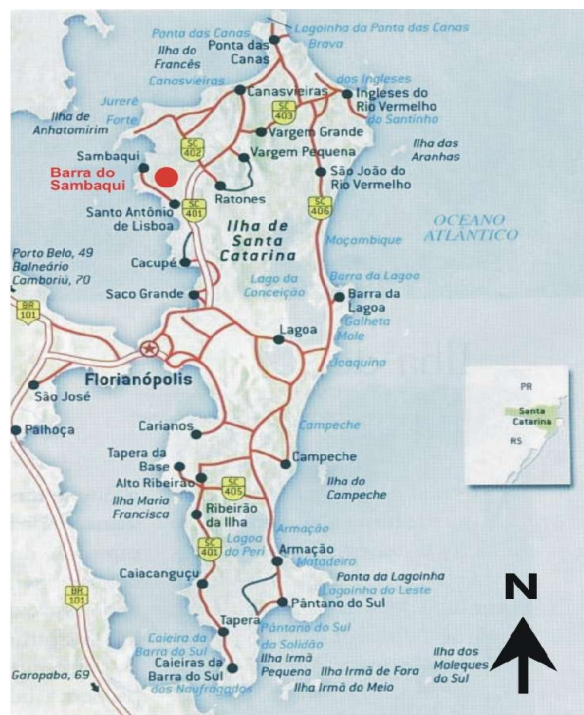 Lagoinha da Ponta das Canas
Ponta das Canas
Brava
Ponta das
Canas
Ilha do
Francês
Canasvieiras
Canasvieiras
dos Ingleses
Ingleses do
Rio Vermelho
do Santinho
Jurerê
Forte
Ilha de
Anhatomirim
SC
403
SC
402
Vargem Grande
Vargem Pequena
Ilha das
Aranhas
Sambaqui
Barra do
Sambaqui
São João do
Rio Vermelho
Ratones
SC
401
SC
406
Santo Antônio
de Lisboa
Ilha de
Santa
Catarina
OCEANO
ATLÂNTICO
Moçambique
Porto Belo, 49
Balneário
Camboriú, 70
Cacupé
Lago da
Conceição
Barra da Lagoa
Saco Grande
Barra da
Lagoa
BR
101
Galheta
Mole
Lagoa
Joaquina
Florianópolis
São José
PR
Santa
Catarina
RS
Palhoça
Carianos
Campeche
Tapera da
Base
Campeche
Alto Ribeirão
SC
405
Ilha do
Campeche
Ilha Maria
Francisca
Ribeirão
da Ilha
SC
401
Lagoa
do Peri
Armação
Armação
Matadeiro
Caiacanguçu
Ponta da Lagoinha
Lagoinha do Leste
BR
101
Pântano do Sul
Tapera
Pântano do Sul
da Solidão
Caieira da
Barra do Sul
Caieiras da
Barra do Sul
dos Naufragados
Ilha Irmã
Pequena
Ilha Irmã de Fora
Ilha Irmã do Meio
Ilha dos
Moleques
do Sul
Garopaba, 69
N